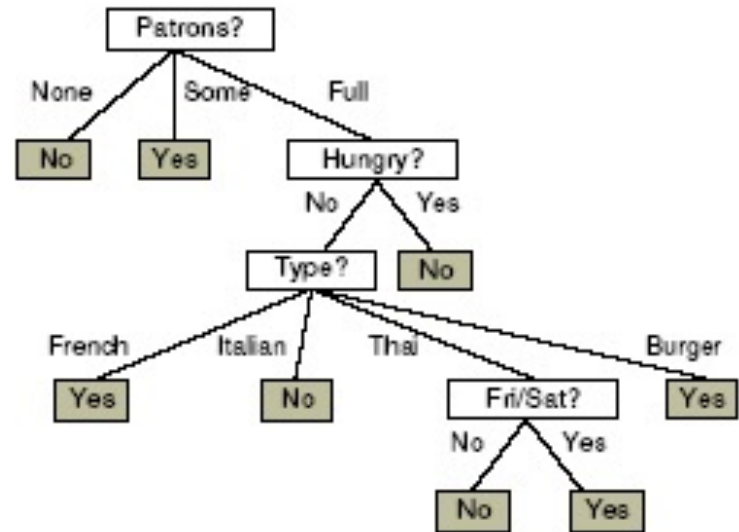 Patrons?
None Some Full
No Yes Hungry?
No Yes
Type? No
French Italian Thai Burger
Yes No Fri/Sat? Yes
No Yes
No Yes